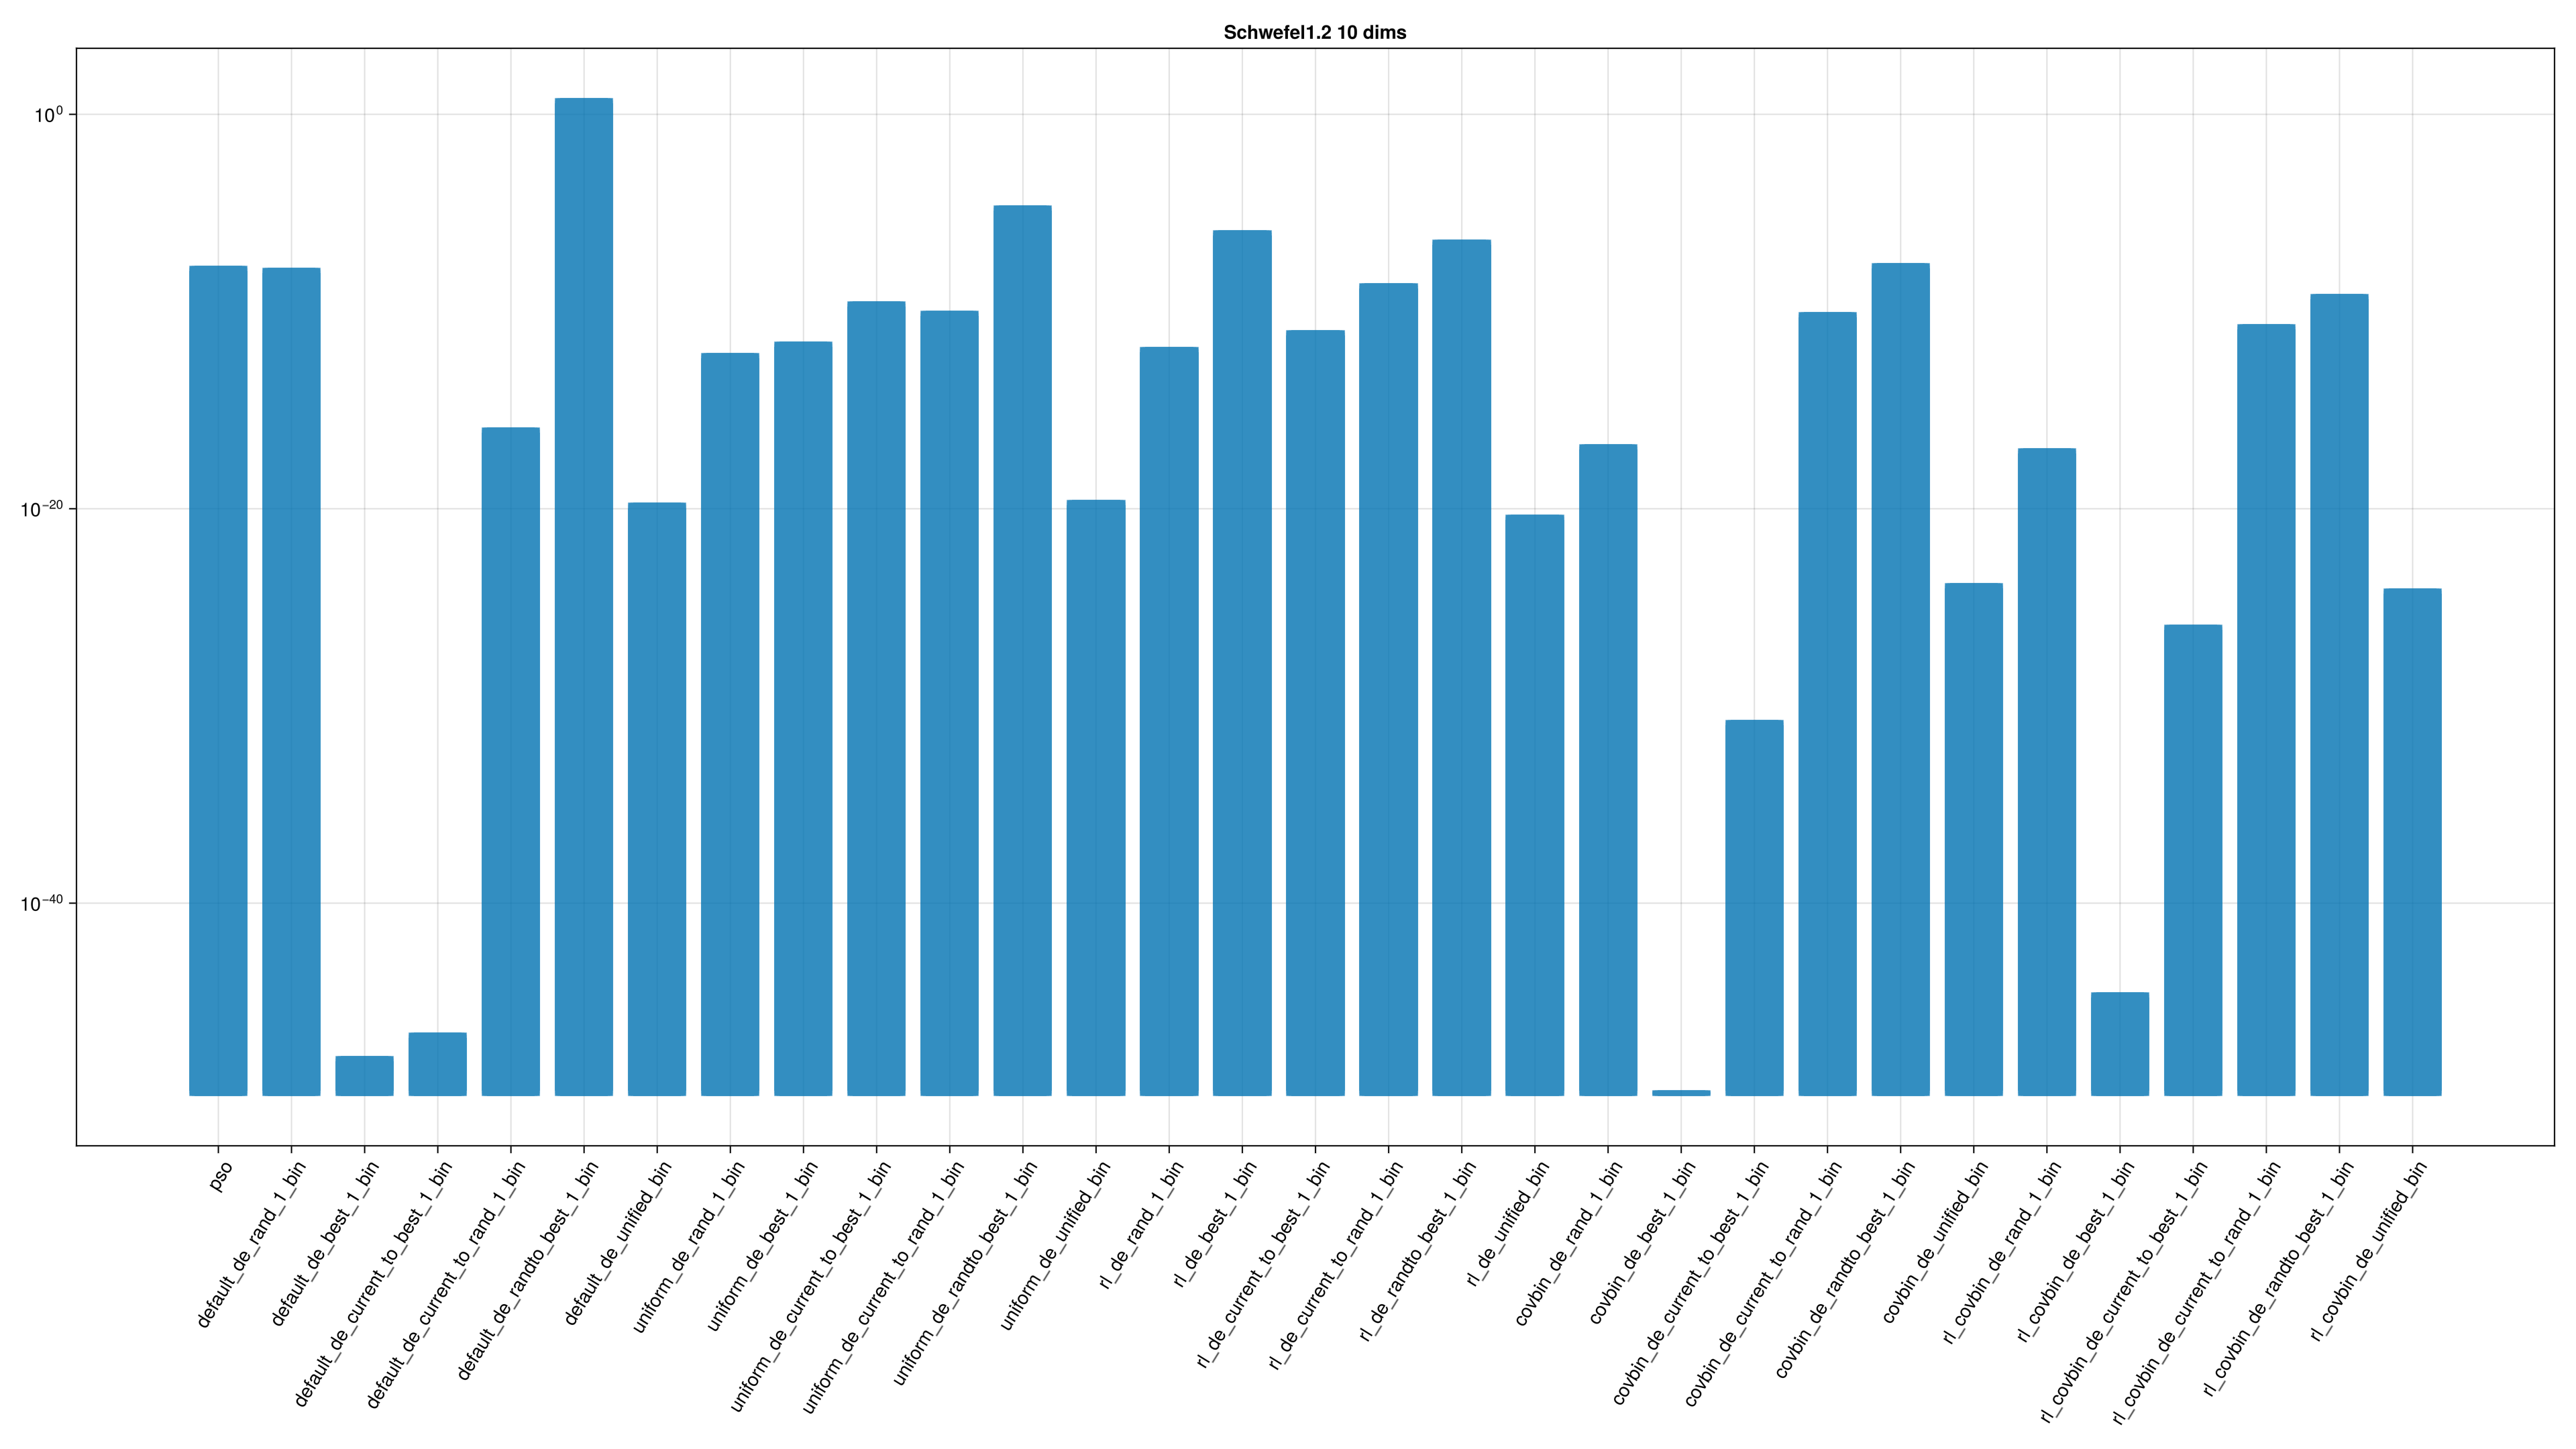 Schwefel1.2 10 dims
10⁰
10⁻²⁰
10⁻⁴⁰
pso
default_de_rand_1_bin
default_de_best_1_bin
default_de_current_to_best_1_bin
default_de_current_to_rand_1_bin
default_de_randto_best_1_bin
default_de_unified_bin
uniform_de_rand_1_bin
uniform_de_best_1_bin
uniform_de_current_to_best_1_bin
uniform_de_current_to_rand_1_bin
uniform_de_randto_best_1_bin
uniform_de_unified_bin
rl_de_rand_1_bin
rl_de_best_1_bin
rl_de_current_to_best_1_bin
rl_de_current_to_rand_1_bin
rl_de_randto_best_1_bin
rl_de_unified_bin
covbin_de_rand_1_bin
covbin_de_best_1_bin
covbin_de_current_to_best_1_bin
covbin_de_current_to_rand_1_bin
covbin_de_randto_best_1_bin
covbin_de_unified_bin
rl_covbin_de_rand_1_bin
rl_covbin_de_best_1_bin
rl_covbin_de_current_to_best_1_bin
rl_covbin_de_current_to_rand_1_bin
rl_covbin_de_randto_best_1_bin
rl_covbin_de_unified_bin